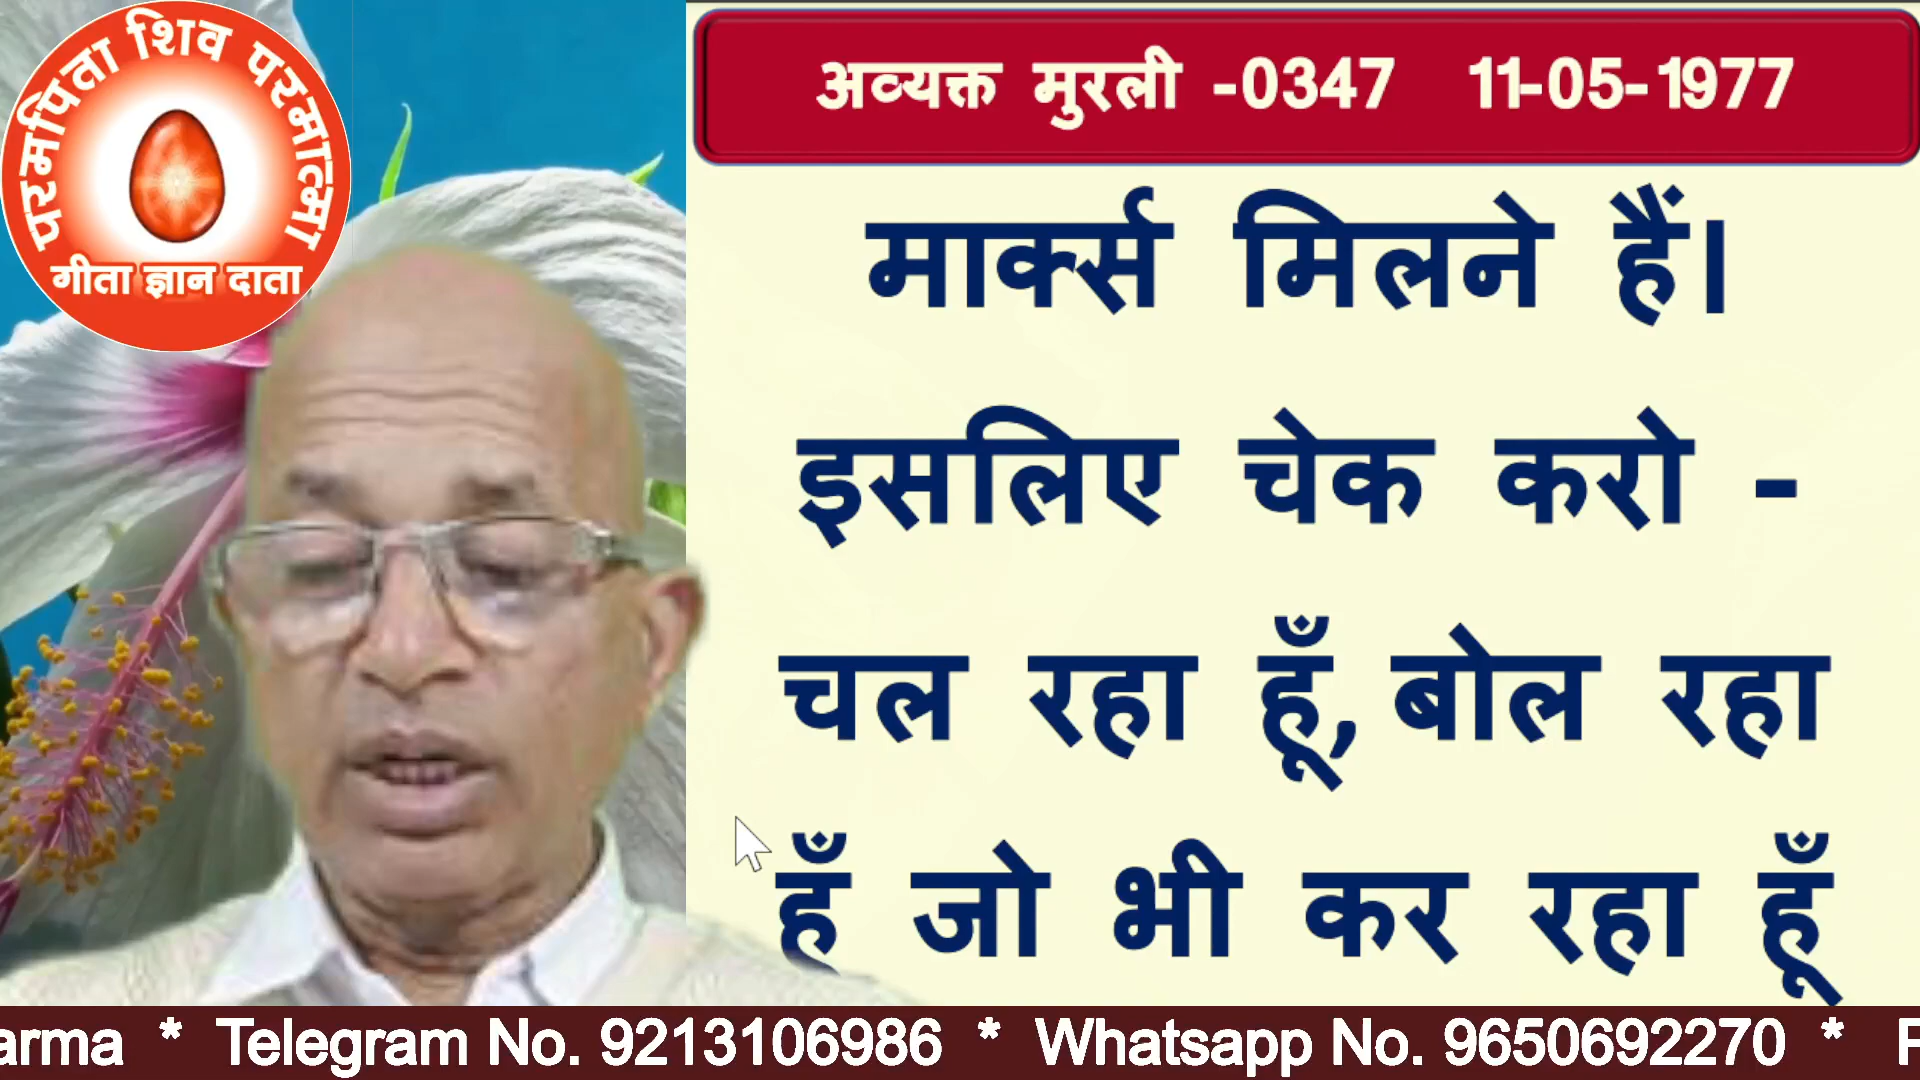 परमपिता शिव परमात्मा
गीता ज्ञान दाता
अव्यक्त मुरली -0347 11-05-1977
मार्क्स मिलने हैं।
इसलिए चेक करो -
चल रहा हूँ, बोल रहा
हूँ जो भी कर रहा हूँ
arma * Telegram No. 9213106986 * Whatsapp No. 9650692270 *